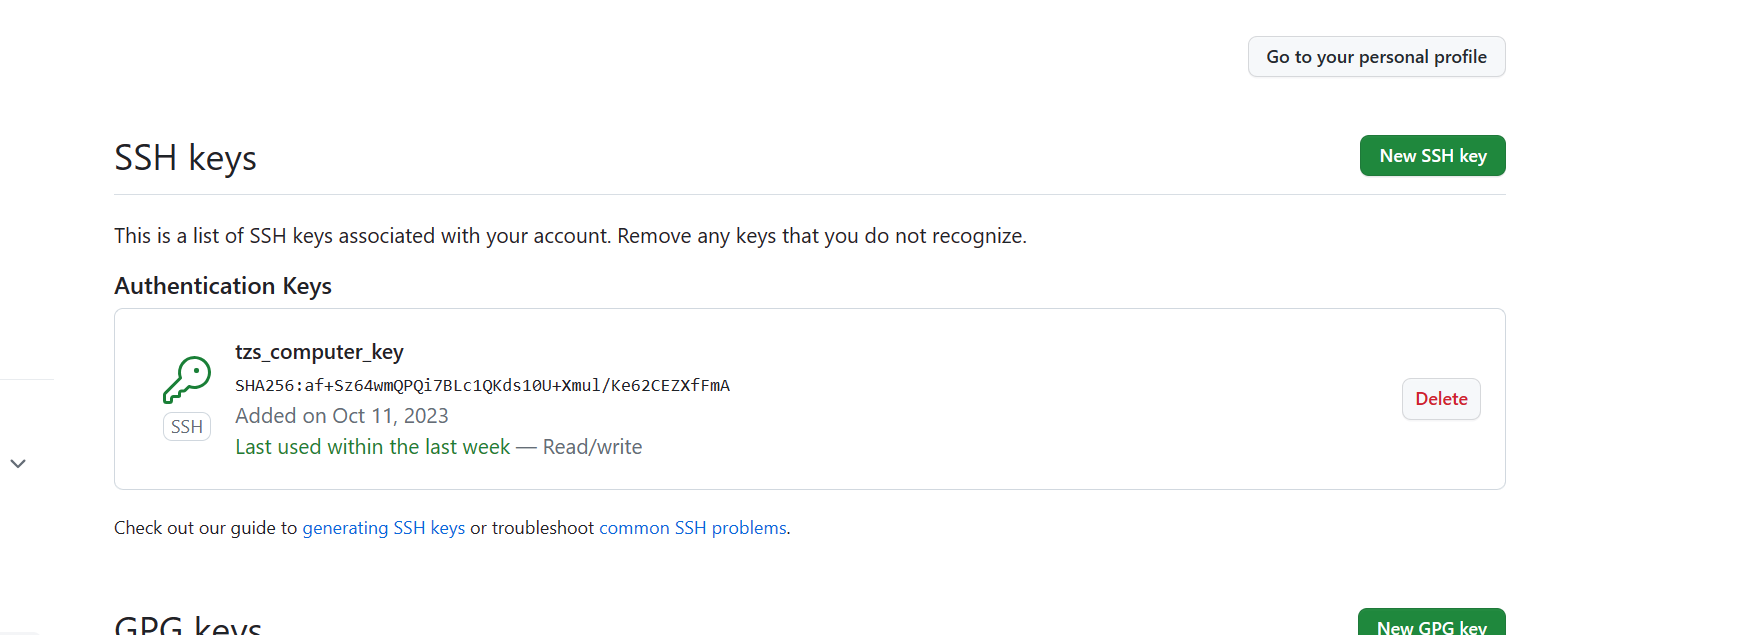 Go to your personal profile
SSH keys
New SSH key
This is a list of SSH keys associated with your account. Remove any keys that you do not recognize.
Authentication Keys
tzs_computer_key
SHA256:af+Sz64wmQPQi7BLc1QKds10U+Xmul/Ke62CEZXfFmA
Added on Oct 11, 2023
Last used within the last week — Read/write
SSH
Delete
Check out our guide to generating SSH keys or troubleshoot common SSH problems.
GPG keys
New GPG key